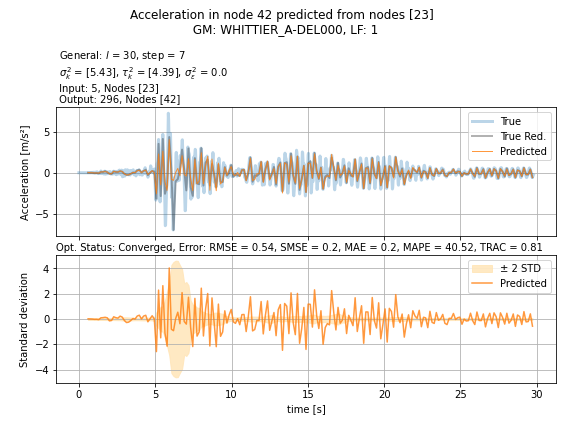 Acceleration in node 42 predicted from nodes [23]
GM: WHITTIER_A-DEL000, LF: 1
General: l = 30, step = 7
σ²ₖ = [5.43], τ²ₖ = [4.39], σ²ₑ = 0.0
Input: 5, Nodes [23]
Output: 296, Nodes [42]
Acceleration [m/s²]
5
0
−5
True
True Red.
Predicted
Opt. Status: Converged, Error: RMSE = 0.54, SMSE = 0.2, MAE = 0.2, MAPE = 40.52, TRAC = 0.81
Standard deviation
4
2
0
−2
−4
± 2 STD
Predicted
0 5 10 15 20 25 30
time [s]